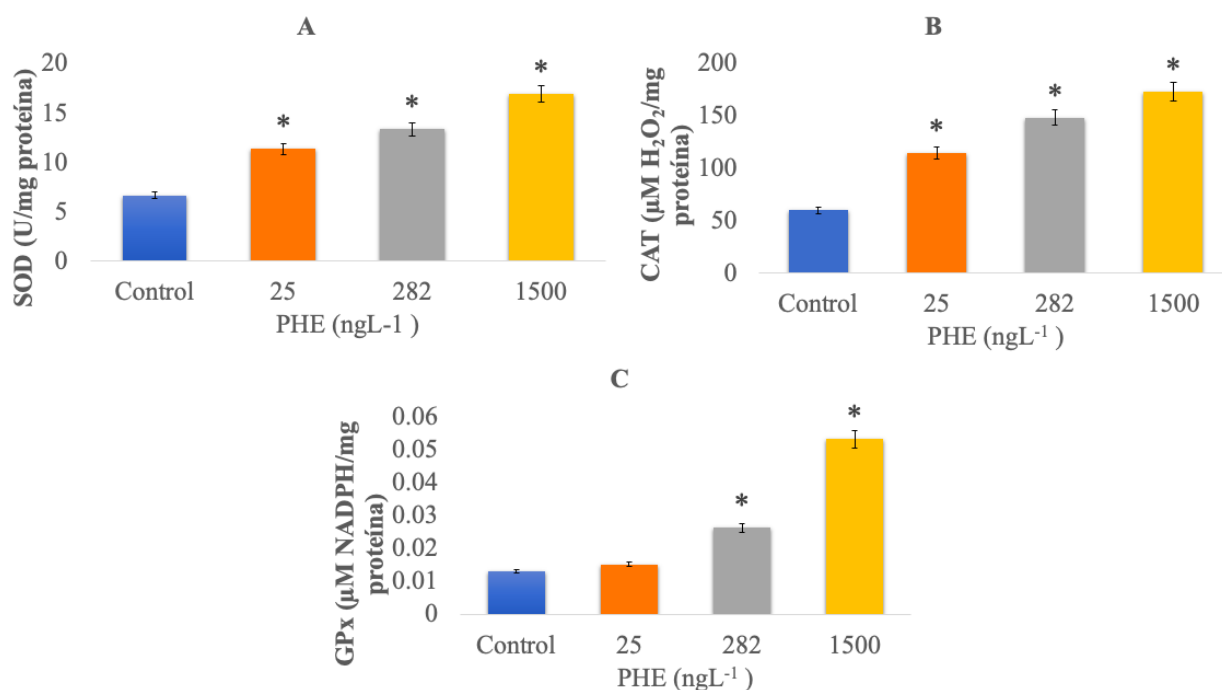 A
SOD (U/mg proteína)
20
15
10
5
0
*
*
*
Control
25
282
1500
PHE (ngL-1 )
B
CAT (µM H₂O₂/mg
proteína)
200
150
100
50
0
*
*
*
Control
25
282
1500
PHE (ngL⁻¹ )
C
GPx (µM NADPH/mg
proteína)
0.06
0.05
0.04
0.03
0.02
0.01
0
*
*
Control
25
282
1500
PHE (ngL⁻¹ )